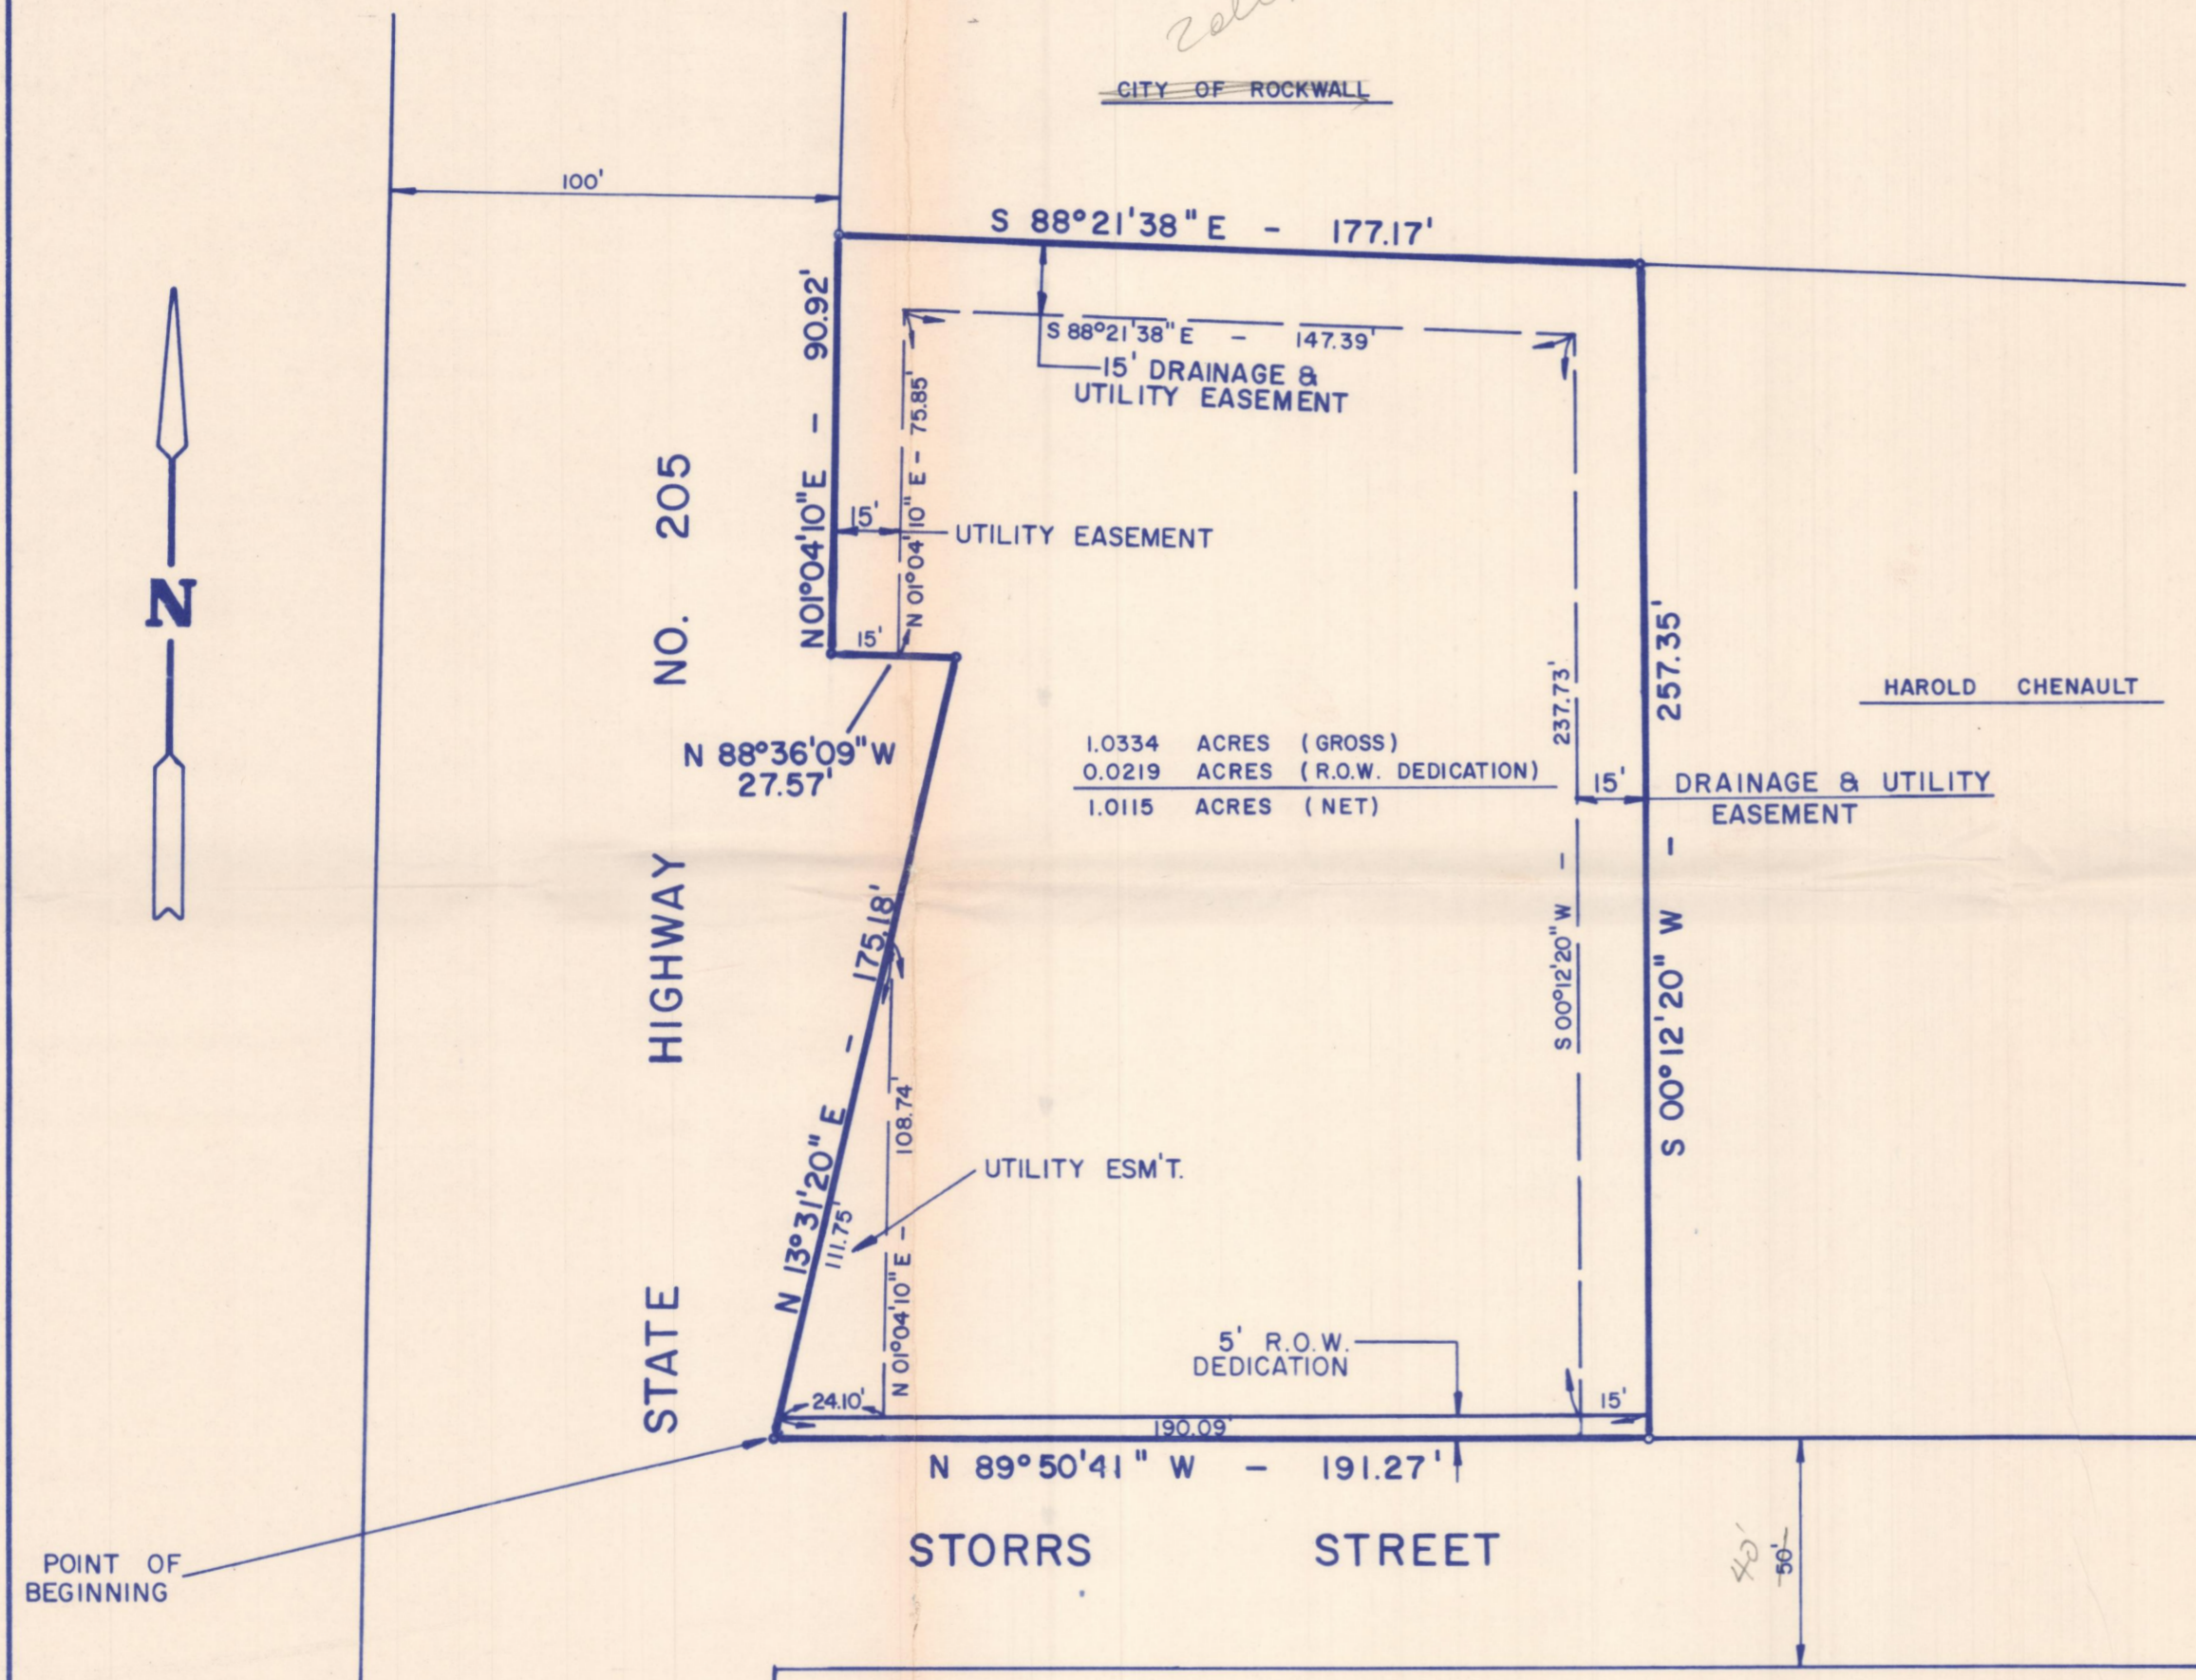 CITY OF ROCKWALL
100'
S 88°21'38" E - 177.17'
N 01°04'10" E - 90.92'
S 88°21'38" E - 147.39'
15' DRAINAGE &
UTILITY EASEMENT
N 01°04'10" E - 75.85'
15'
UTILITY EASEMENT
15'
N
N 88°36'09" W
27.57'
STATE HIGHWAY NO. 205
1.0334 ACRES (GROSS)
0.0219 ACRES (R.O.W. DEDICATION)
1.0115 ACRES (NET)
S 00°12'20" W - 237.73'
S 00°12'20" W - 257.35'
HAROLD CHENAULT
15'
DRAINAGE & UTILITY
EASEMENT
N 13°31'20" E - 175.18'
111.75'
N 01°04'10" E - 108.74'
UTILITY ESM'T.
5' R.O.W.
DEDICATION
24.10'
15'
190.09'
N 89°50'41" W - 191.27'
STORRS STREET
40'
50'
POINT OF
BEGINNING